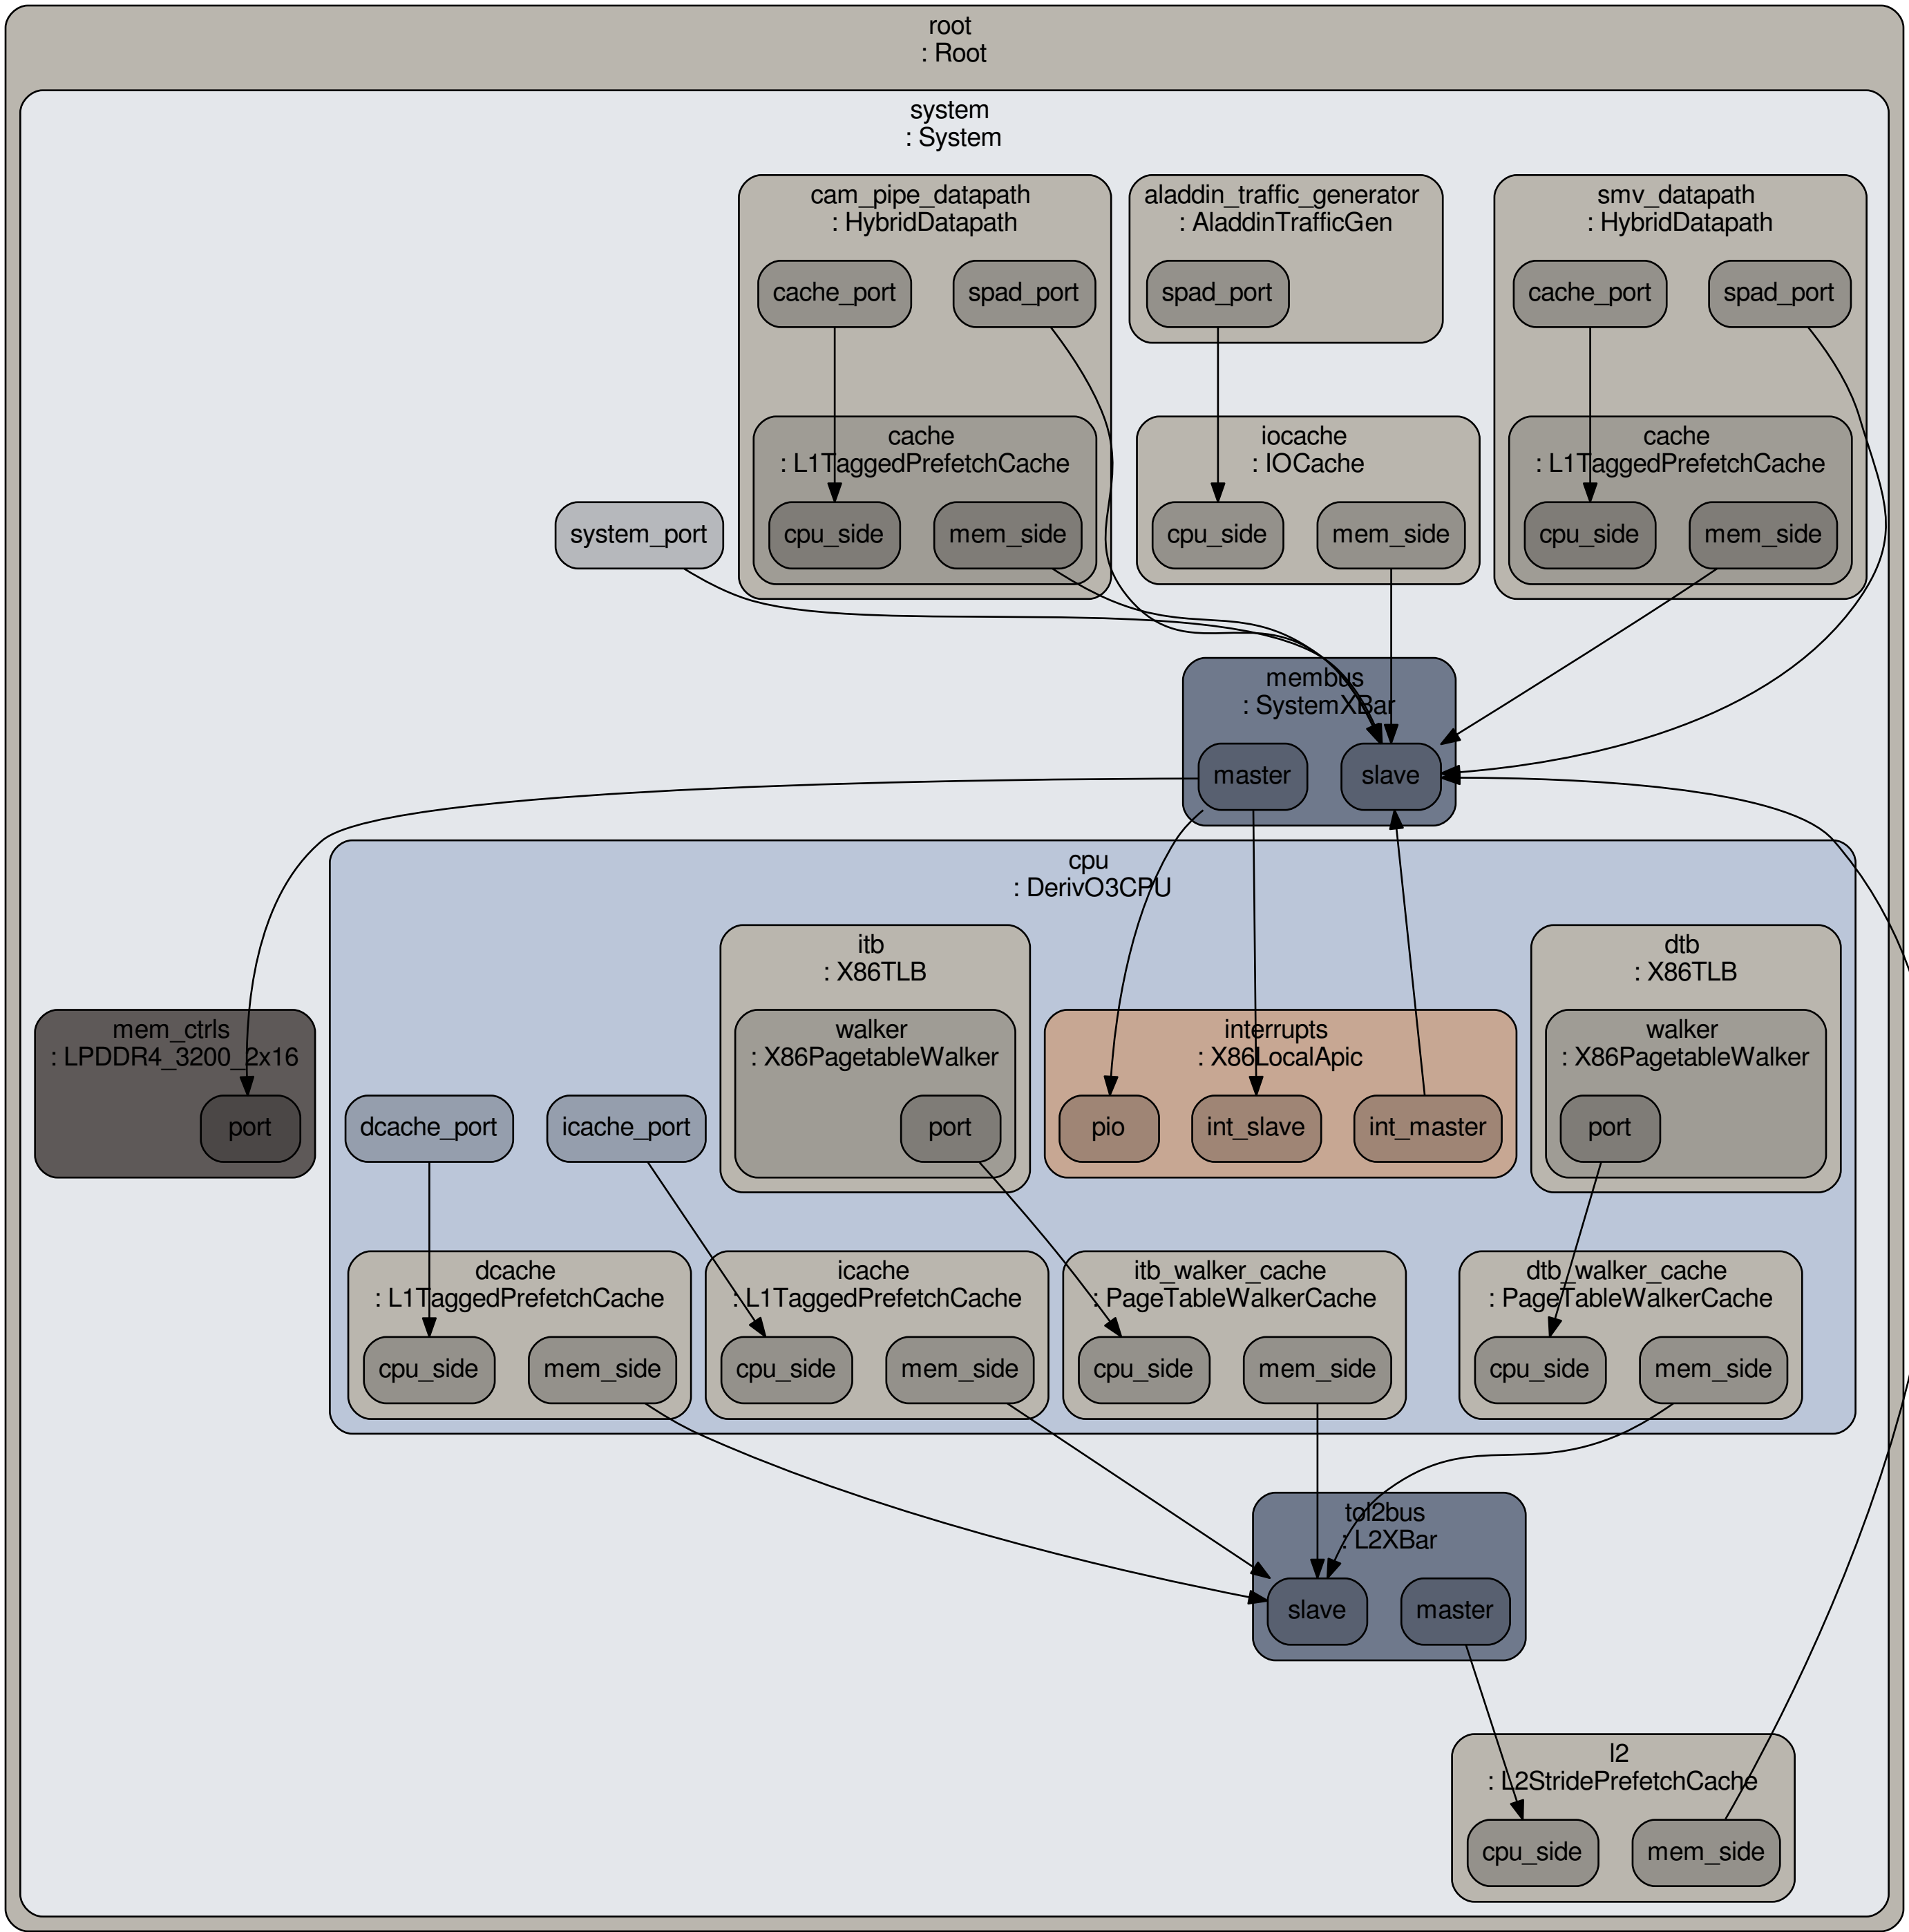 root
: Root
system
: System
cam_pipe_datapath
: HybridDatapath
cache_port
spad_port
cache
: L1TaggedPrefetchCache
cpu_side
mem_side
aladdin_traffic_generator
: AladdinTrafficGen
spad_port
iocache
: IOCache
cpu_side
mem_side
smv_datapath
: HybridDatapath
cache_port
spad_port
cache
: L1TaggedPrefetchCache
cpu_side
mem_side
system_port
membus
: SystemXBar
master
slave
cpu
: DerivO3CPU
mem_ctrls
: LPDDR4_3200_2x16
port
dcache_port
icache_port
itb
: X86TLB
walker
: X86PagetableWalker
port
interrupts
: X86LocalApic
pio
int_slave
int_master
dtb
: X86TLB
walker
: X86PagetableWalker
port
dcache
: L1TaggedPrefetchCache
cpu_side
mem_side
icache
: L1TaggedPrefetchCache
cpu_side
mem_side
itb_walker_cache
: PageTableWalkerCache
cpu_side
mem_side
dtb_walker_cache
: PageTableWalkerCache
cpu_side
mem_side
tol2bus
: L2XBar
slave
master
l2
: L2StridePrefetchCache
cpu_side
mem_side